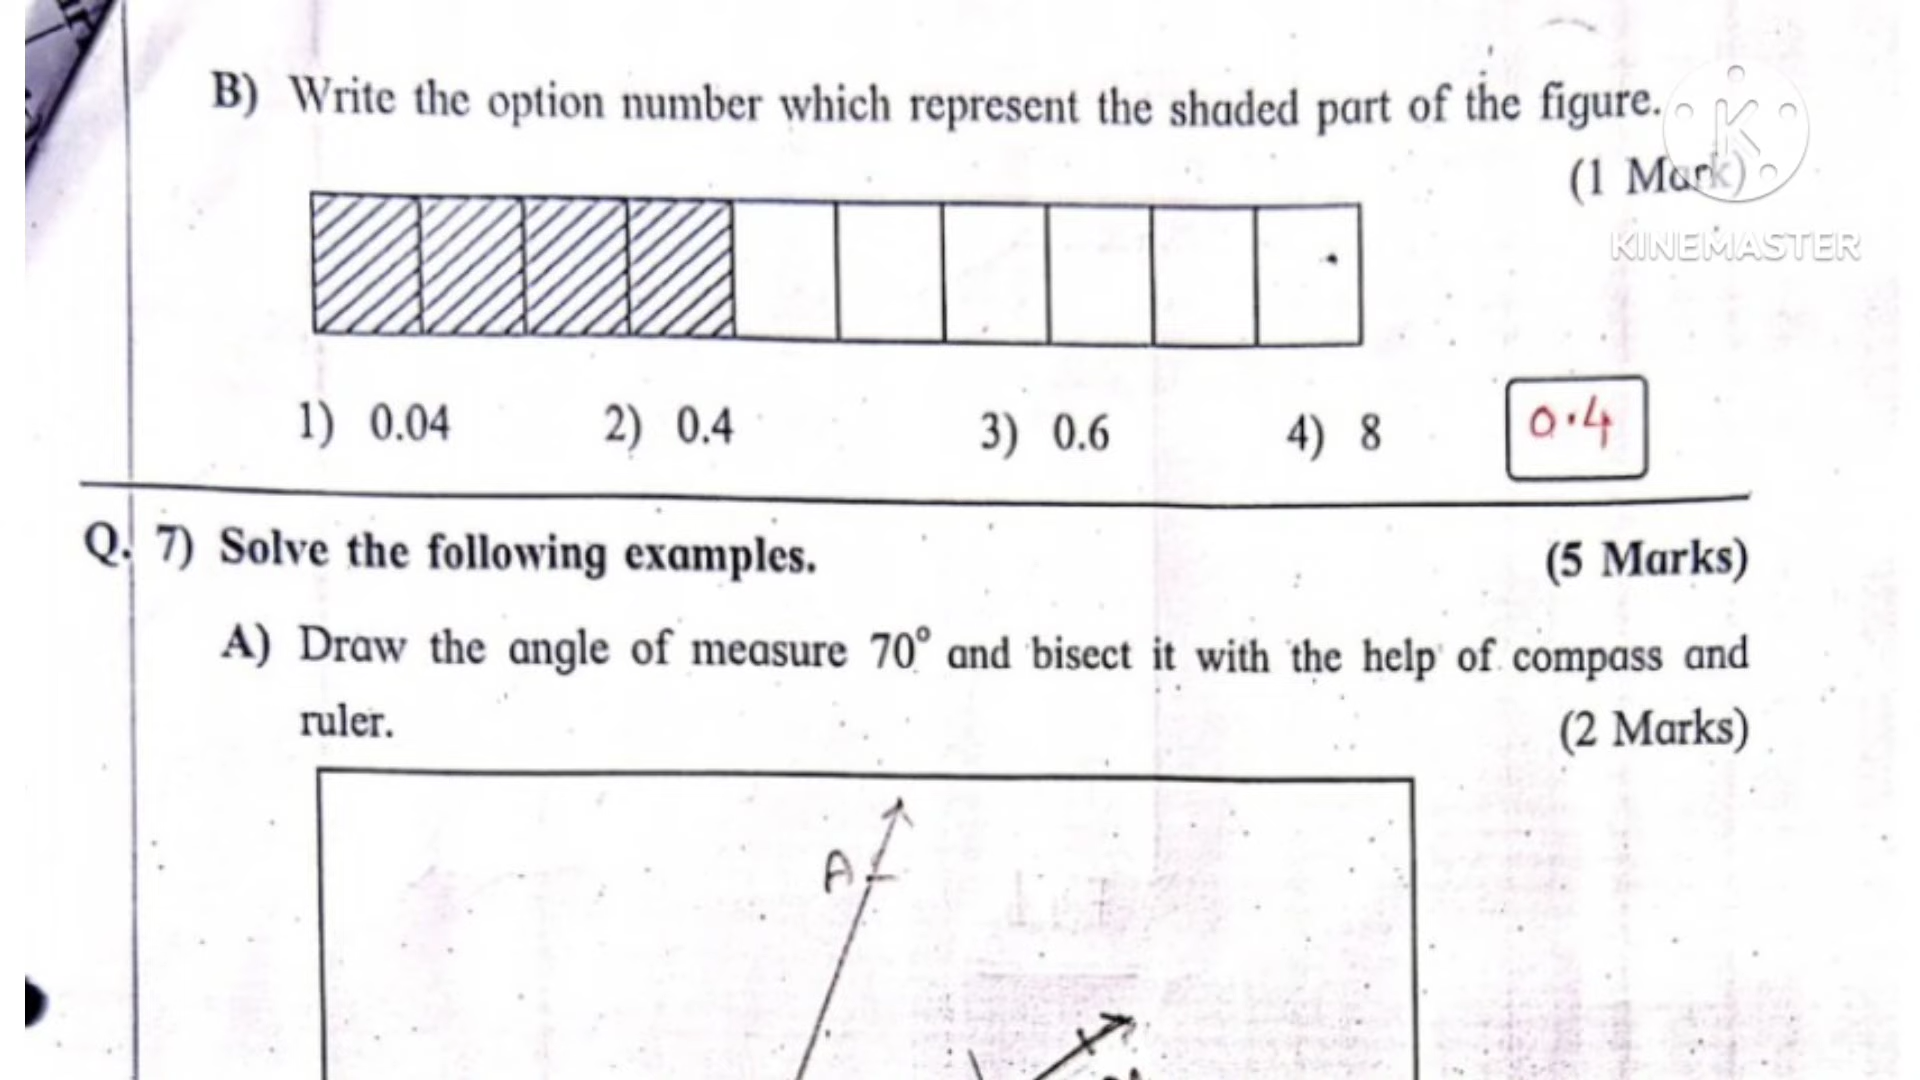 B) Write the option number which represent the shaded part of the figure.
(1 Mark)
K
KINEMASTER
1) 0.04 2) 0.4 3) 0.6 4) 8 0.4
Q. 7) Solve the following examples. (5 Marks)
A) Draw the angle of measure 70° and bisect it with the help of compass and
ruler. (2 Marks)
A